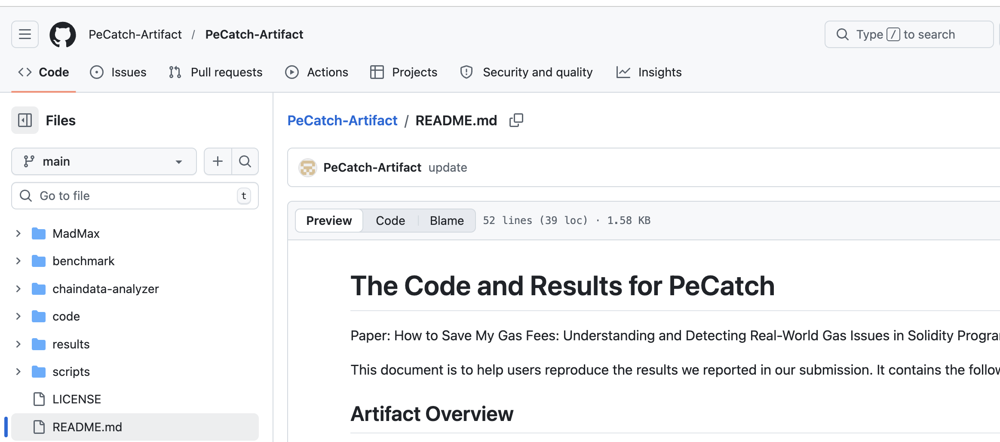 PeCatch-Artifact / PeCatch-Artifact
Type / to search
Code Issues Pull requests Actions Projects Security and quality Insights
Files
main
Go to file t
MadMax
benchmark
chaindata-analyzer
code
results
scripts
LICENSE
README.md
PeCatch-Artifact / README.md
PeCatch-Artifact update
Preview Code Blame 52 lines (39 loc) · 1.58 KB
The Code and Results for PeCatch
Paper: How to Save My Gas Fees: Understanding and Detecting Real-World Gas Issues in Solidity
This document is to help users reproduce the results we reported in our submission. It contains the
Artifact Overview